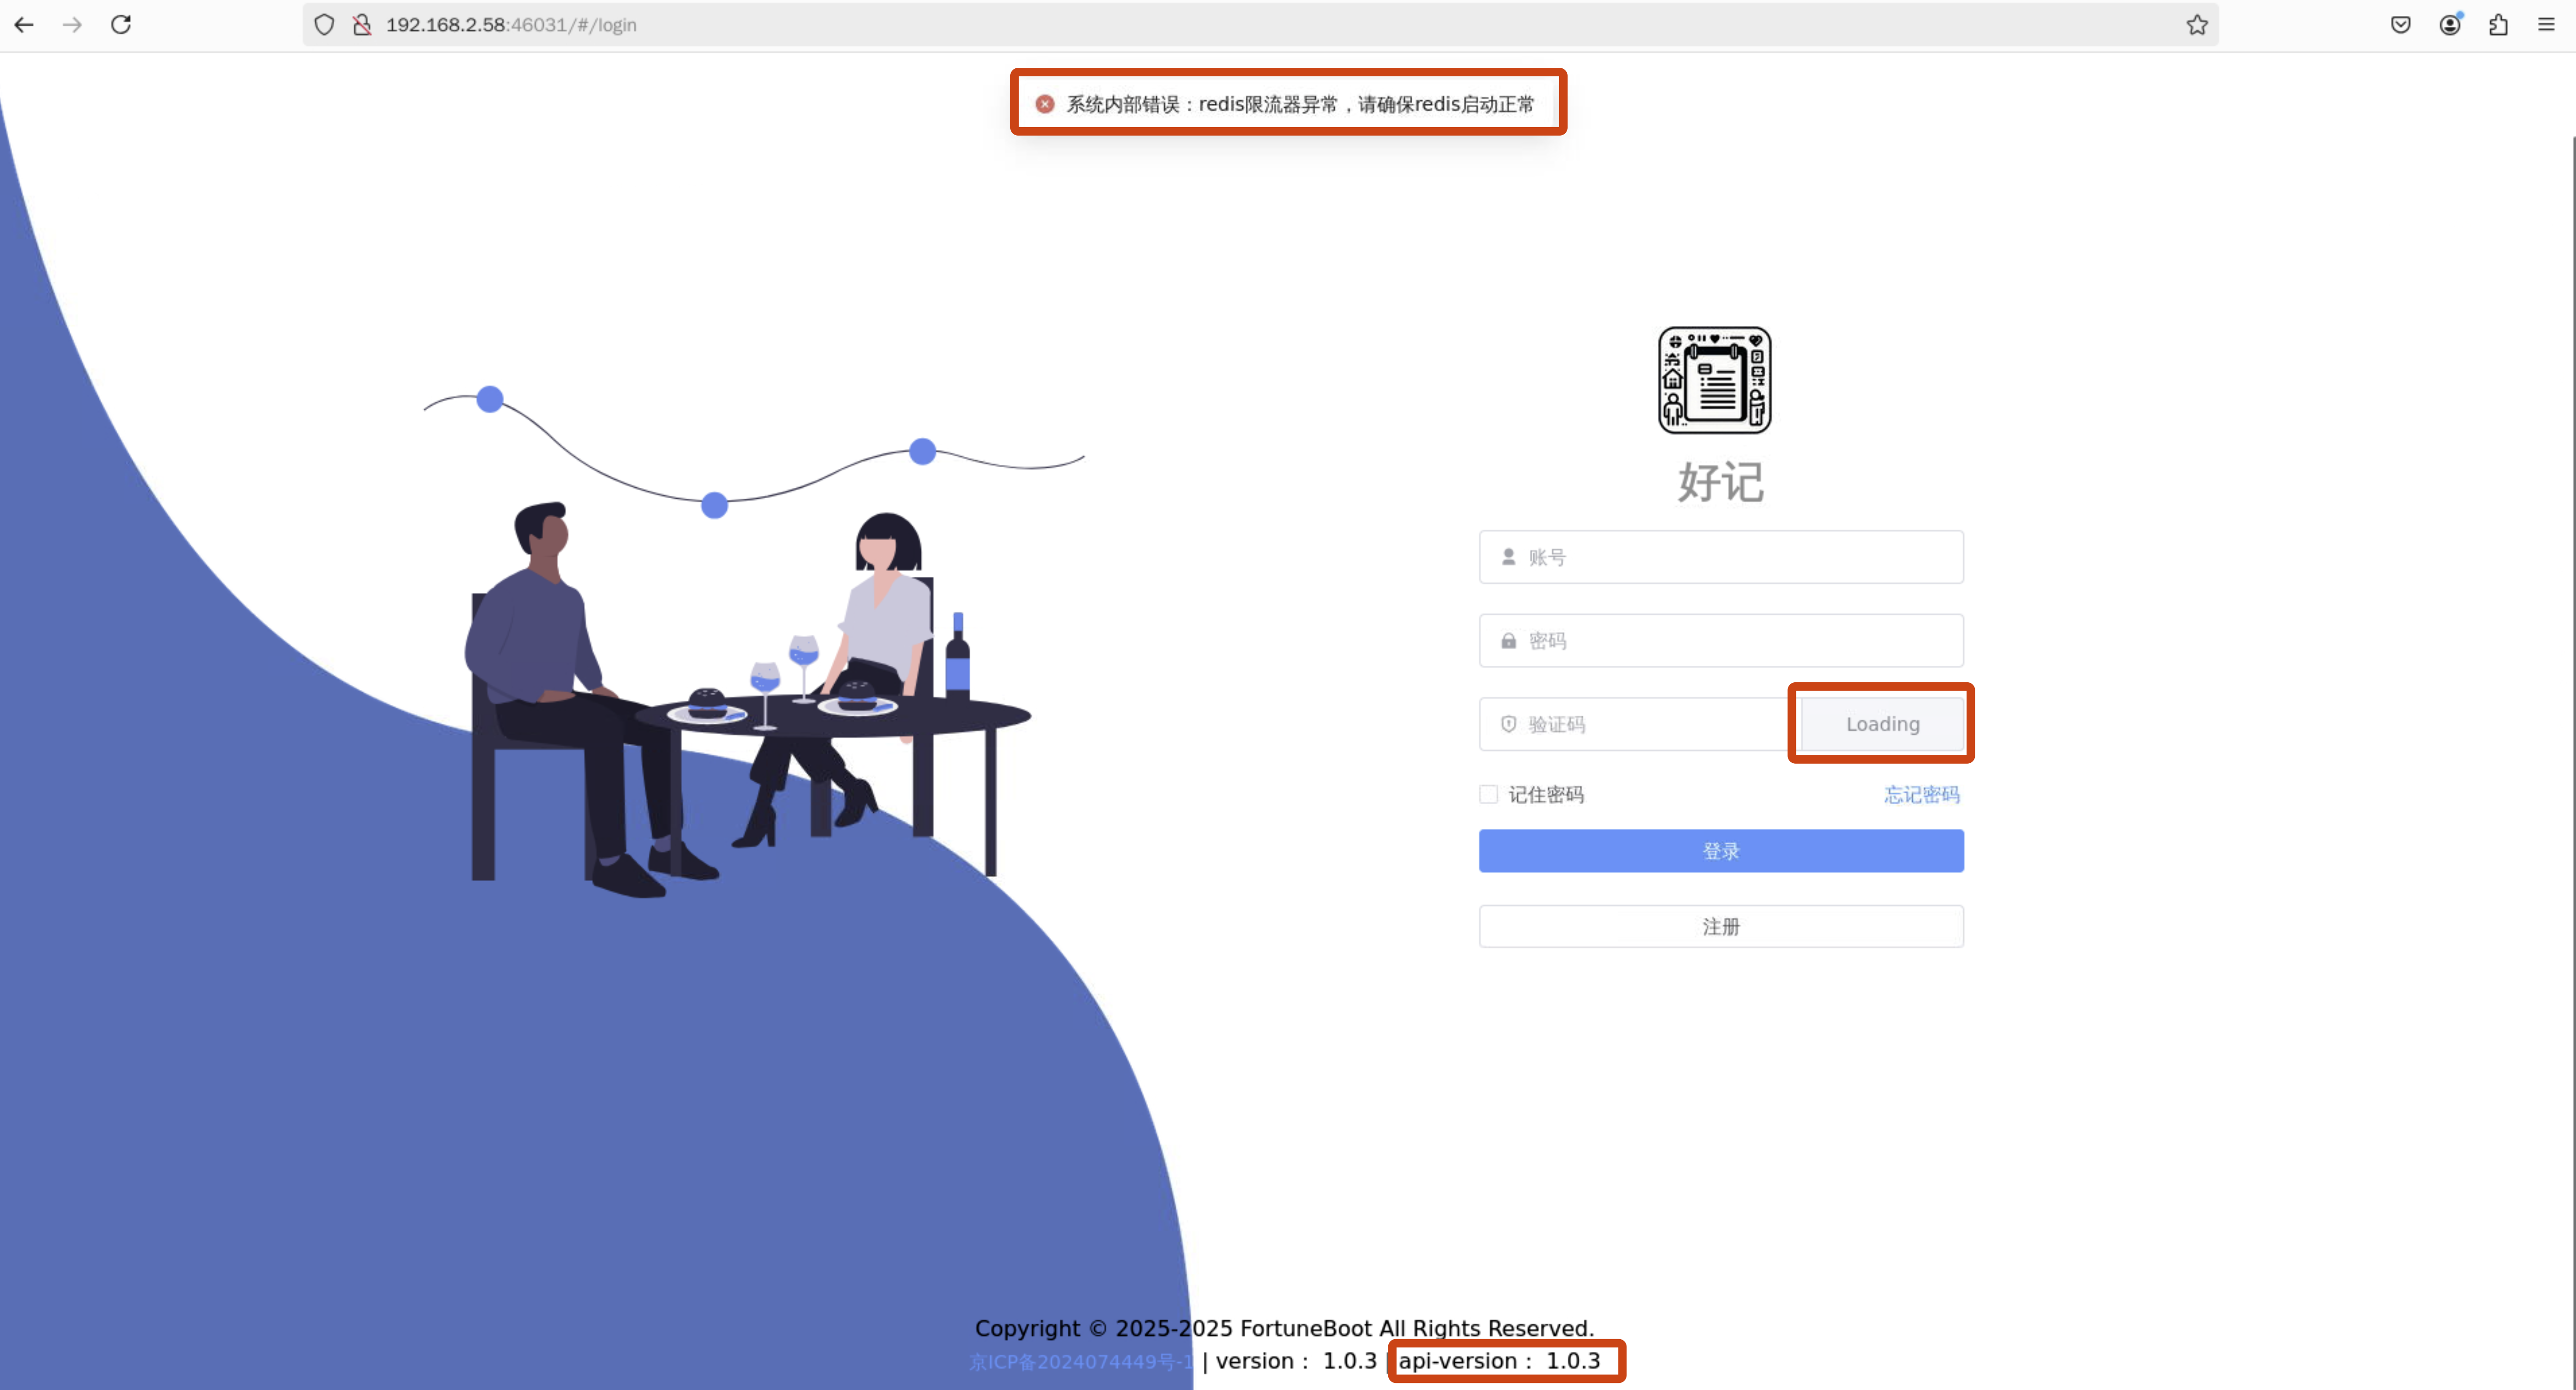 192.168.2.58:46031/#/login
系统内部错误：redis限流器异常，请确保redis启动正常
好记
账号
密码
验证码 Loading
记住密码 忘记密码
登录
注册
Copyright © 2025-2025 FortuneBoot All Rights Reserved.
京ICP备2024074449号-1 | version： 1.0.3 | api-version： 1.0.3